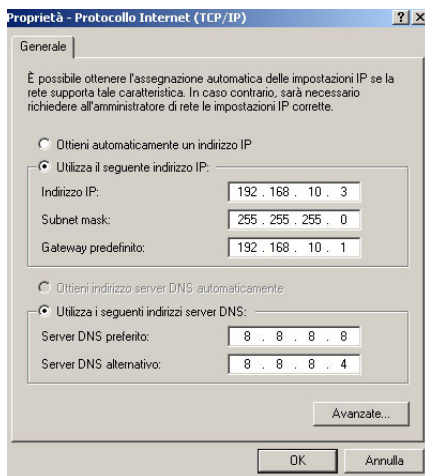 Proprietà - Protocollo Internet (TCP/IP)
Generale
È possibile ottenere l'assegnazione automatica delle impostazioni IP se la
rete supporta tale caratteristica. In caso contrario, sarà necessario
richiedere all'amministratore di rete le impostazioni IP corrette.
Ottieni automaticamente un indirizzo IP
Utilizza il seguente indirizzo IP:
Indirizzo IP: 192 . 168 . 10 . 3
Subnet mask: 255 . 255 . 255 . 0
Gateway predefinito: 192 . 168 . 10 . 1
Ottieni indirizzo server DNS automaticamente
Utilizza i seguenti indirizzi server DNS:
Server DNS preferito: 8 . 8 . 8 . 8
Server DNS alternativo: 8 . 8 . 8 . 4
Avanzate...
OK Annulla